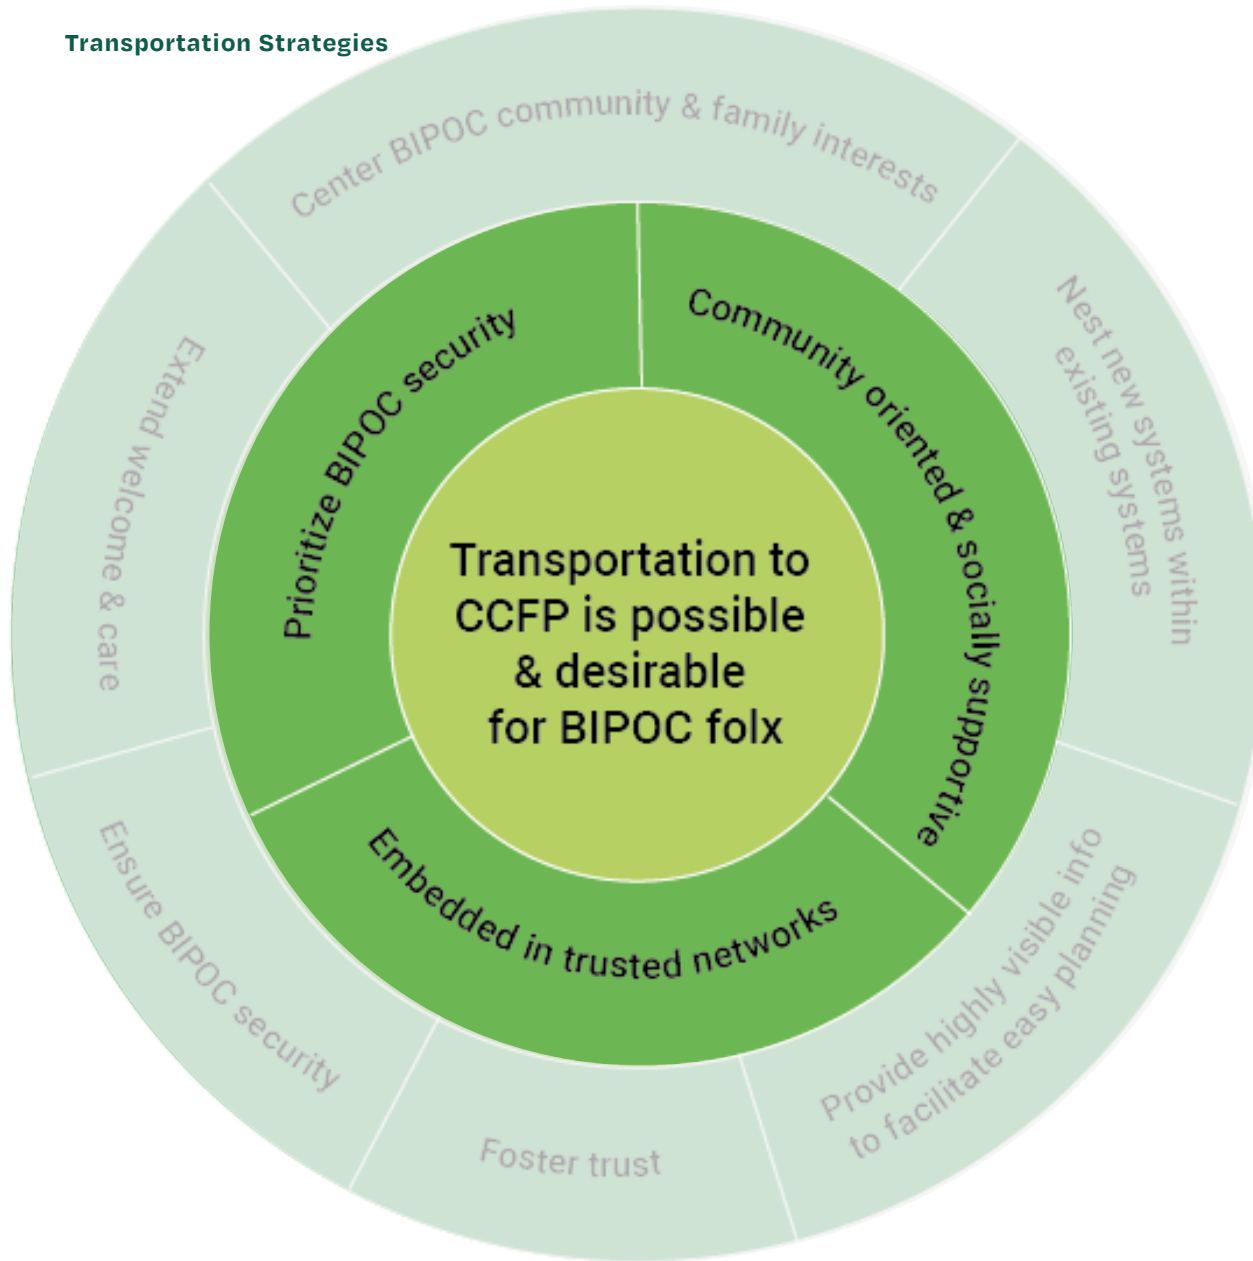 Transportation Strategies
Center BIPOC community & family interests
Nest new systems within
existing systems
Provide highly visible info
to facilitate easy planning
Foster trust
Ensure BIPOC security
Extend welcome & care
Prioritize BIPOC security
Community oriented & socially supportive
Embedded in trusted networks
Transportation to
CCFP is possible
& desirable
for BIPOC folx